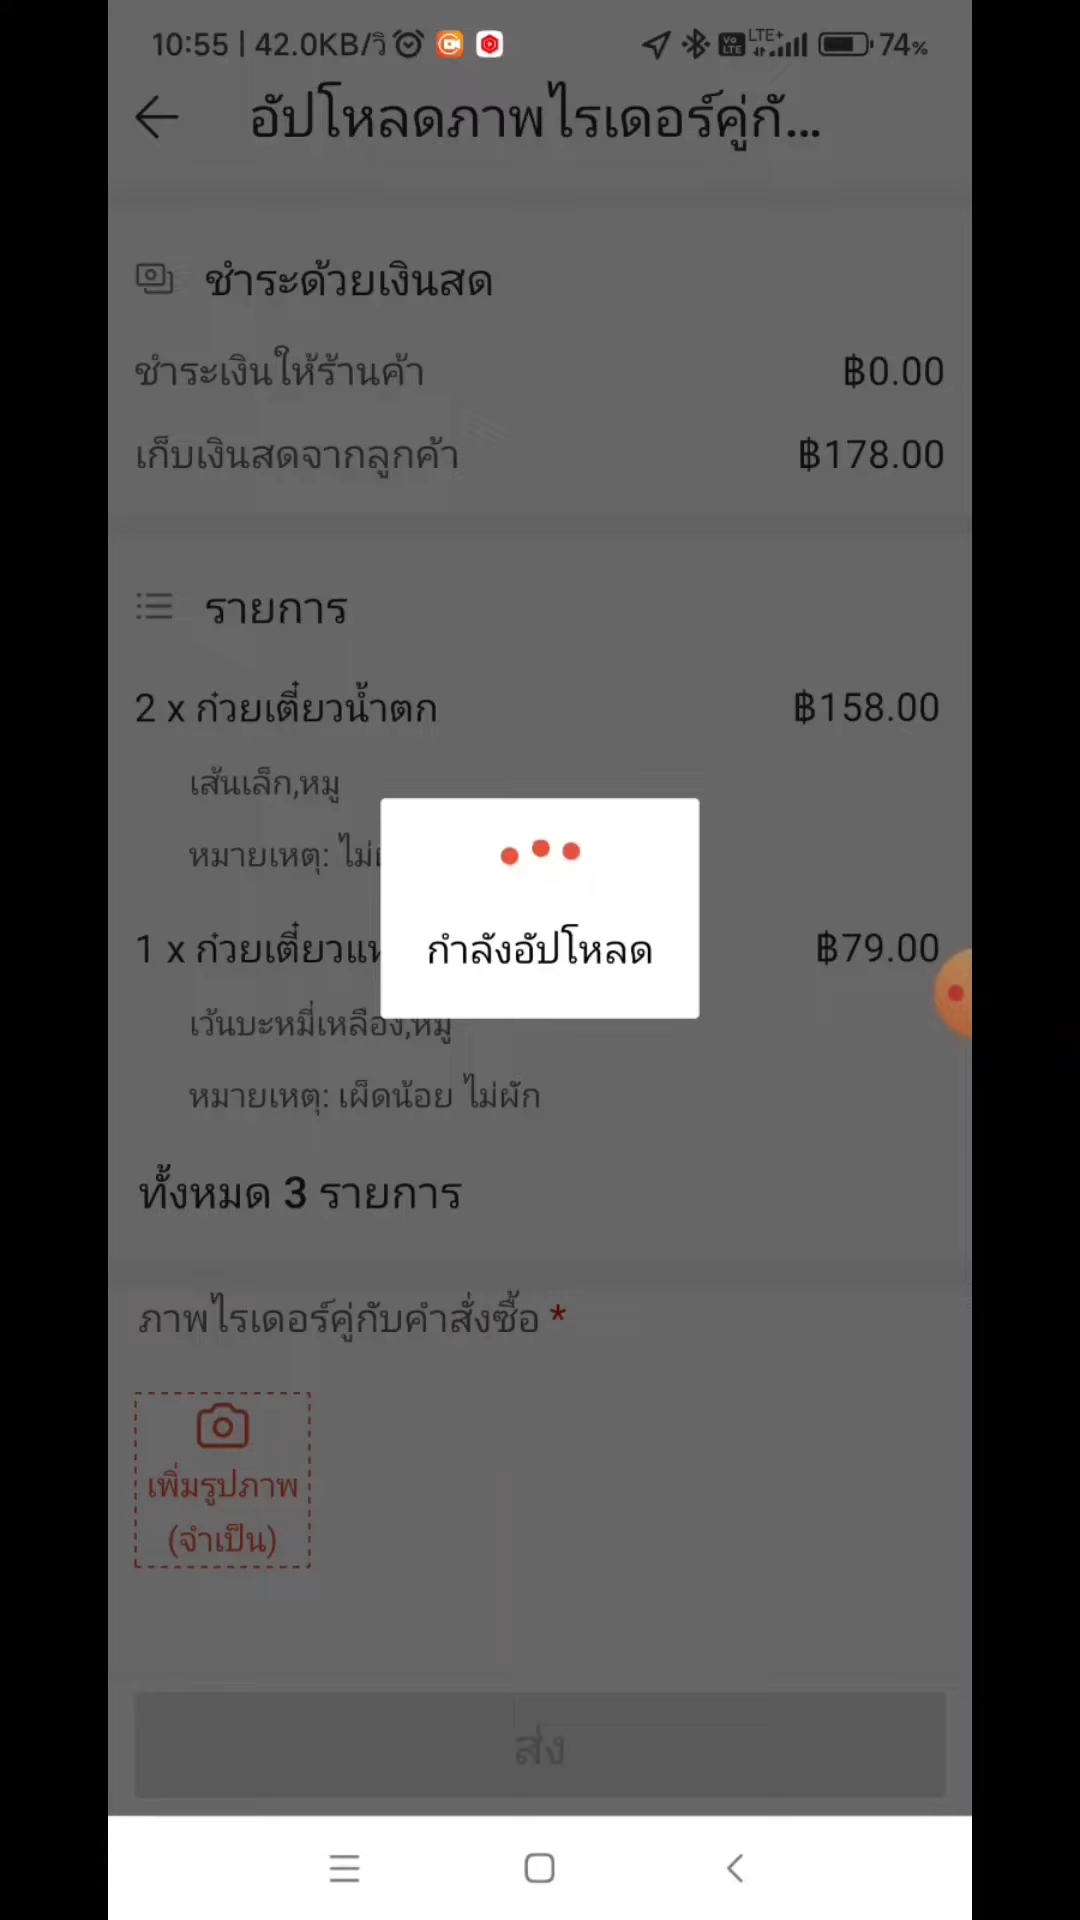 10:55 | 42.0KB/วิ
Vo LTE LTE+ 74%
อัปโหลดภาพไรเดอร์คู่กั...
ชำระด้วยเงินสด
ชำระเงินให้ร้านค้า ฿0.00
เก็บเงินสดจากลูกค้า ฿178.00
รายการ
2 x ก๋วยเตี๋ยวน้ำตก ฿158.00
เส้นเล็ก,หมู
หมายเหตุ:
1 x ฿79.00
กำลังอัปโหลด
เว้นบะหมี่เหลือง,หมู
หมายเหตุ: เผ็ดน้อย ไม่ผัก
ทั้งหมด 3 รายการ
ภาพไรเดอร์คู่กับคำสั่งซื้อ *
เพิ่มรูปภาพ
(จำเป็น)
ส่ง